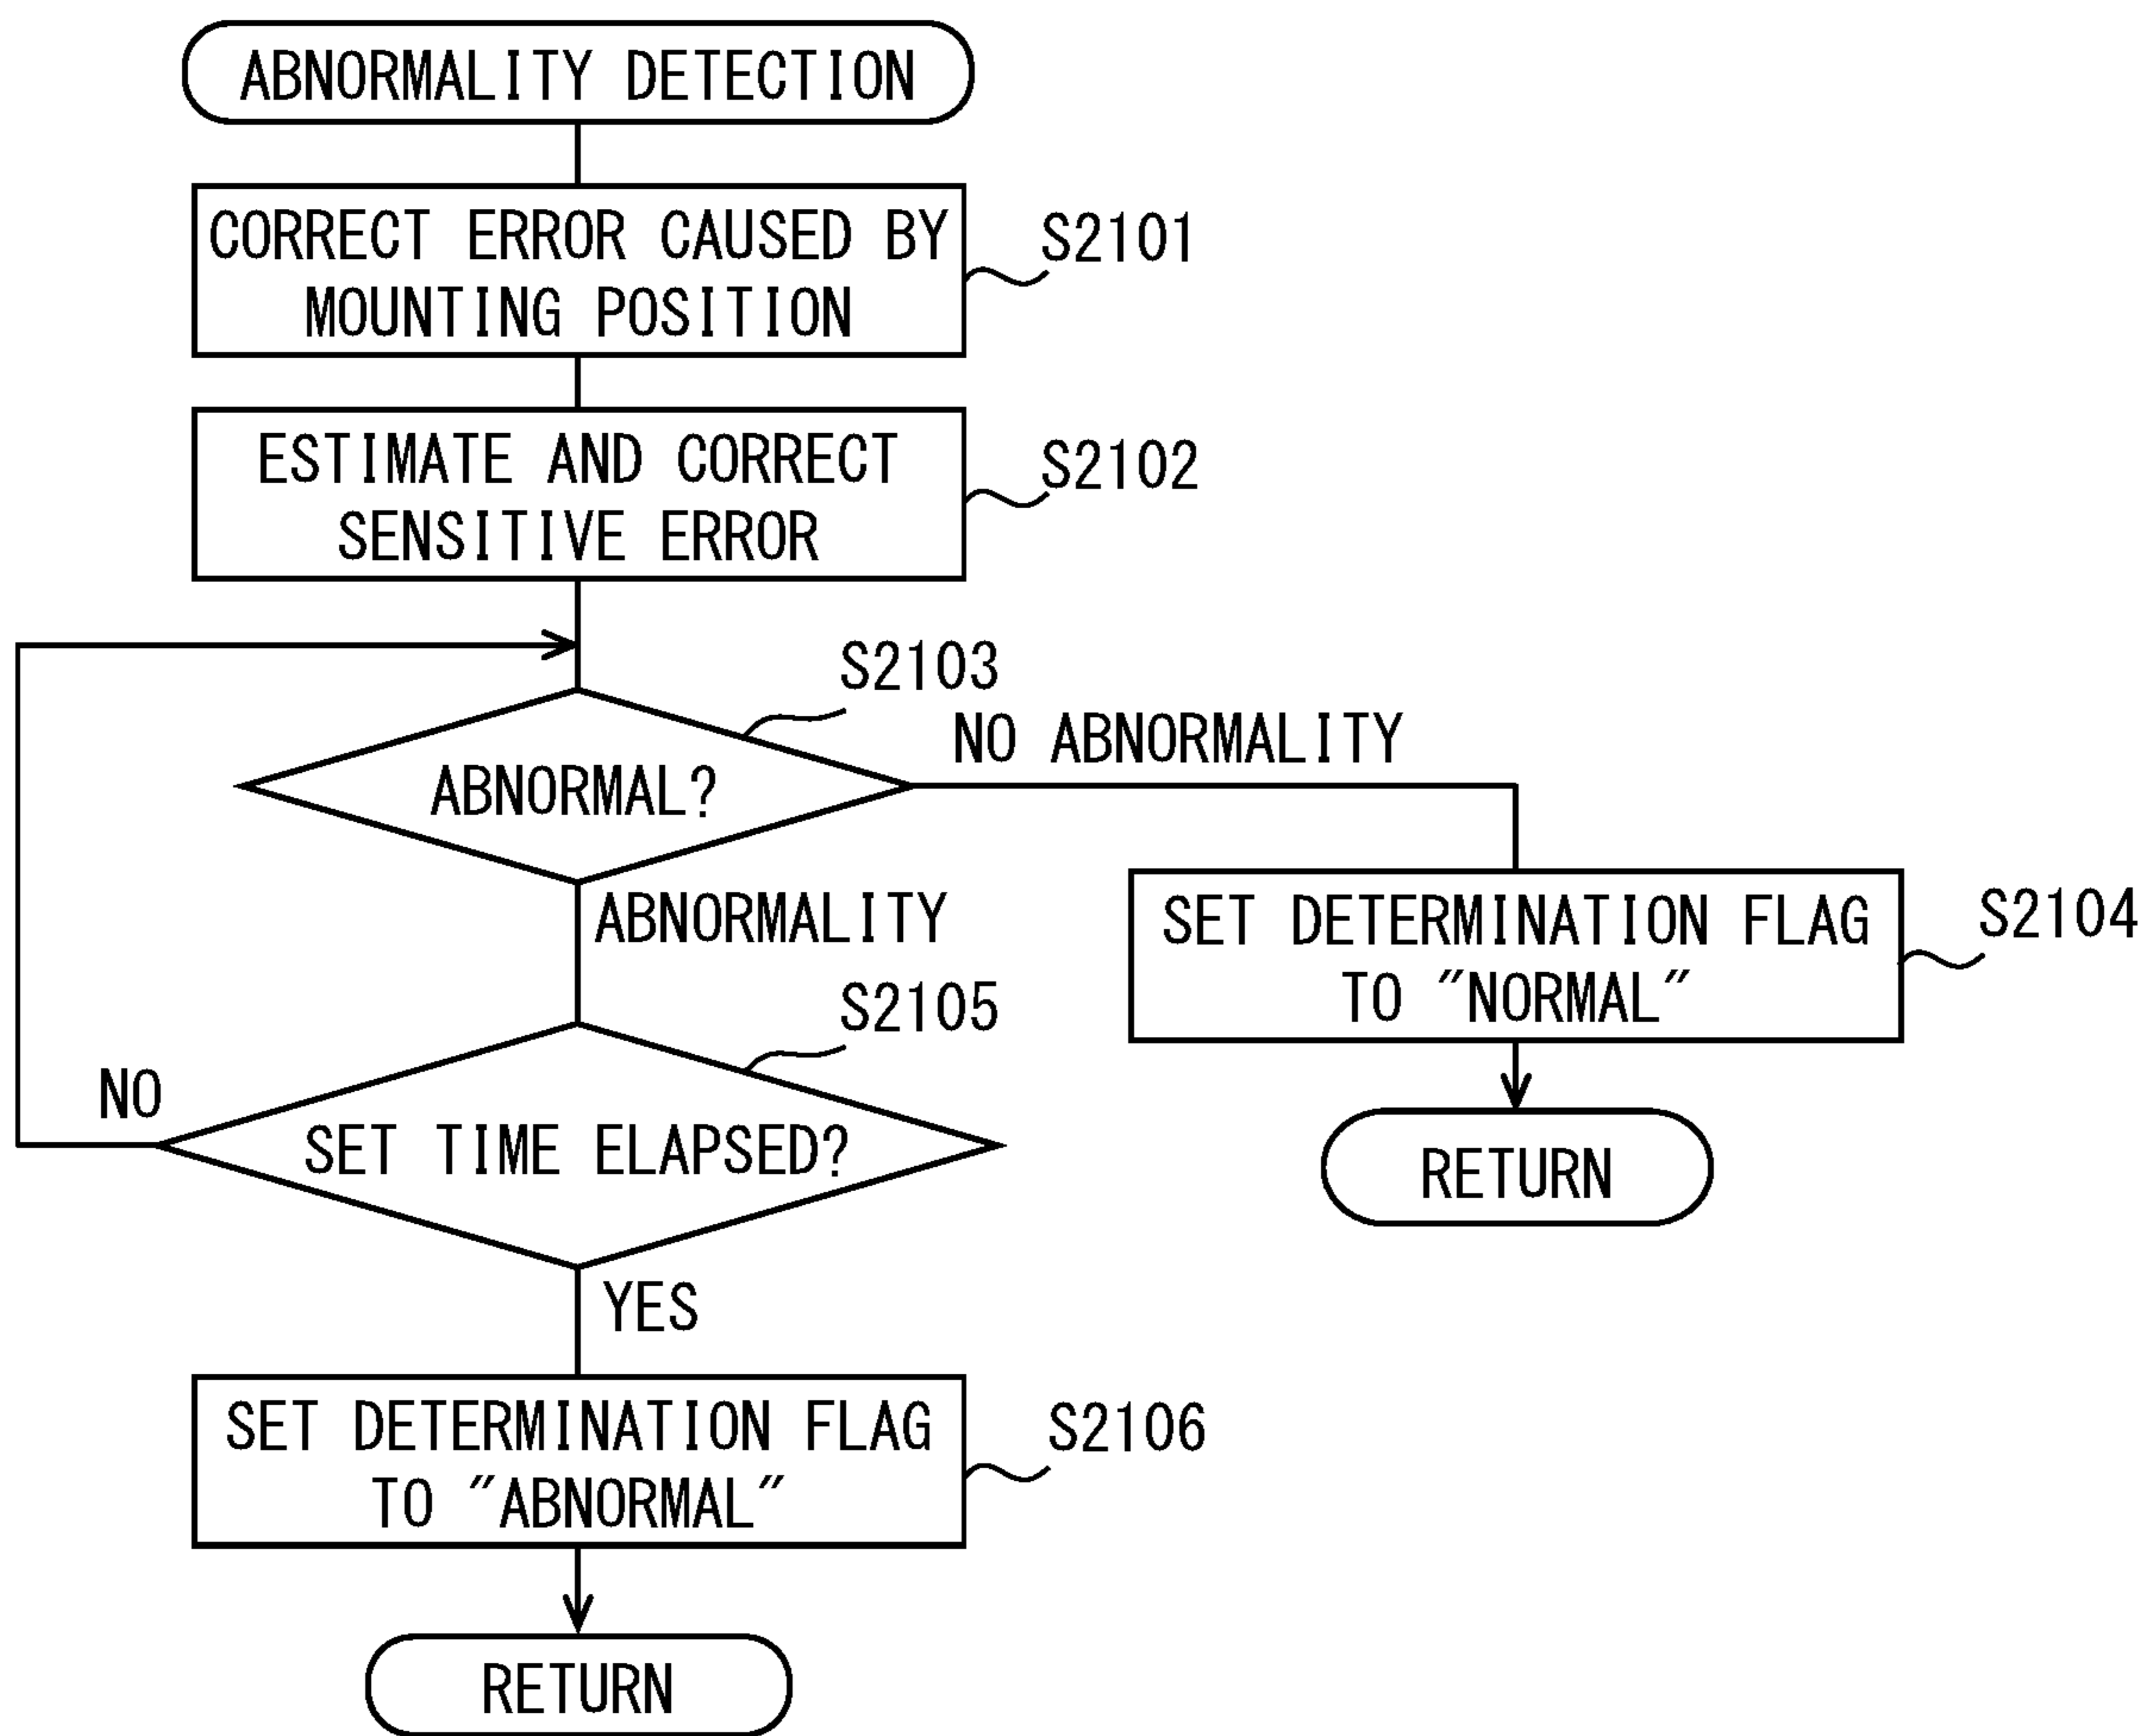 ABNORMALITY DETECTION
CORRECT ERROR CAUSED BY
MOUNTING POSITION
S2101
ESTIMATE AND CORRECT
SENSITIVE ERROR
S2102
S2103
ABNORMAL?
NO ABNORMALITY
ABNORMALITY
SET DETERMINATION FLAG
TO "NORMAL"
S2104
RETURN
S2105
SET TIME ELAPSED?
NO
YES
SET DETERMINATION FLAG
TO "ABNORMAL"
S2106
RETURN